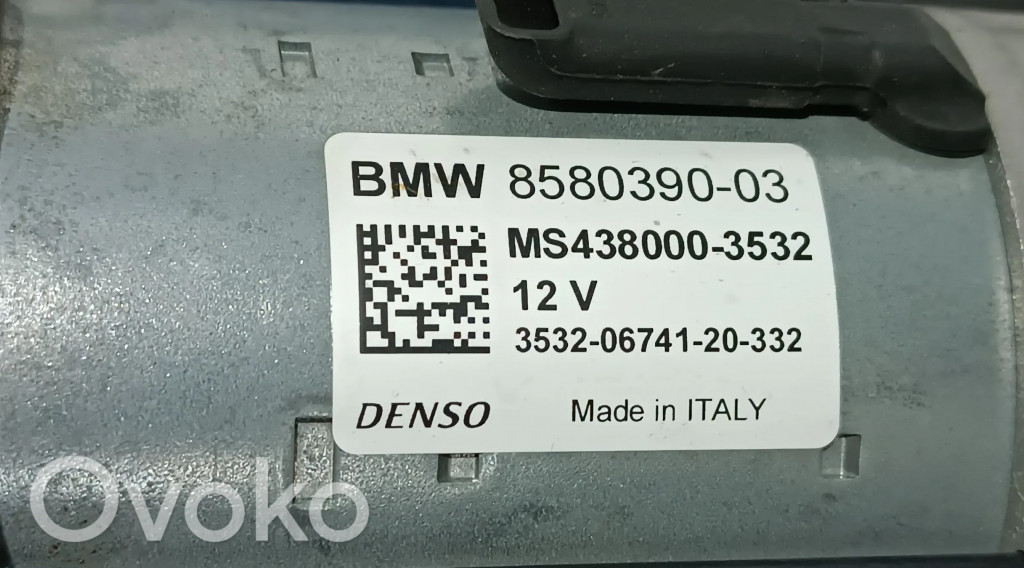 BMW 8580390-03
MS438000-3532
12 V
3532-06741-20-332
DENSO Made in ITALY
Ovoko